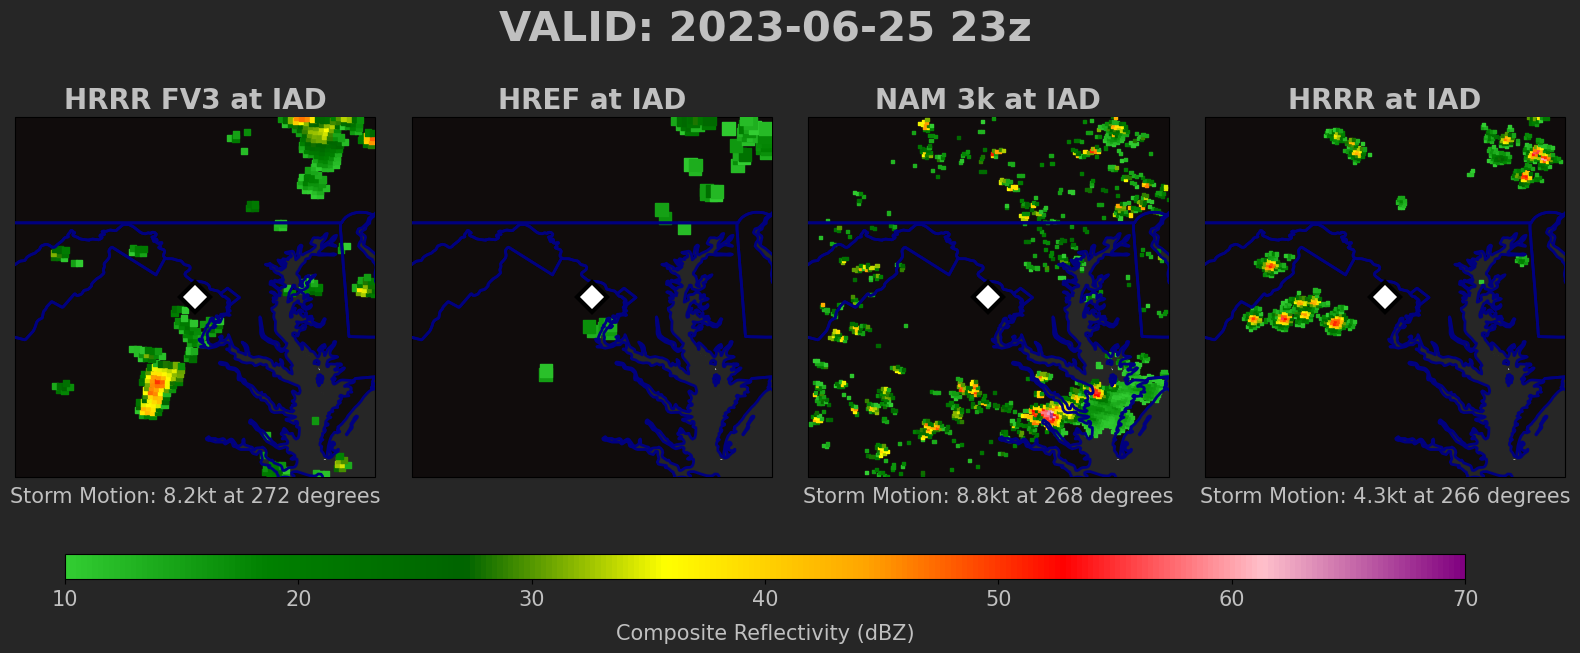 VALID: 2023-06-25 23z
HRRR FV3 at IAD
HREF at IAD
NAM 3k at IAD
HRRR at IAD
Storm Motion: 8.2kt at 272 degrees
Storm Motion: 8.8kt at 268 degrees
Storm Motion: 4.3kt at 266 degrees
10 20 30 40 50 60 70
Composite Reflectivity (dBZ)